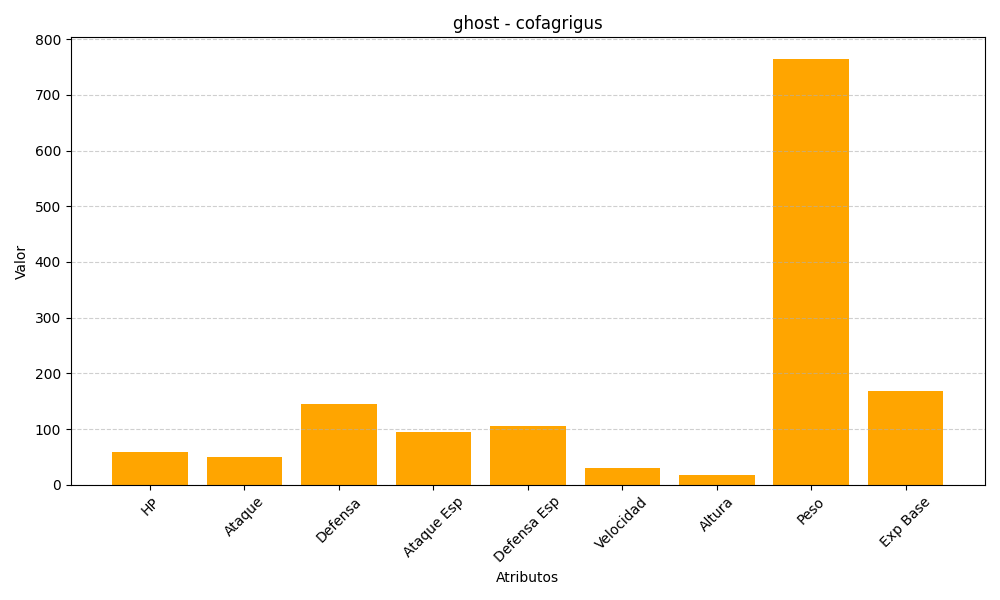 ghost - cofagrigus
800
700
600
500
400
300
200
100
0
Valor
HP
Ataque
Defensa
Ataque Esp
Defensa Esp
Velocidad
Altura
Peso
Exp Base
Atributos